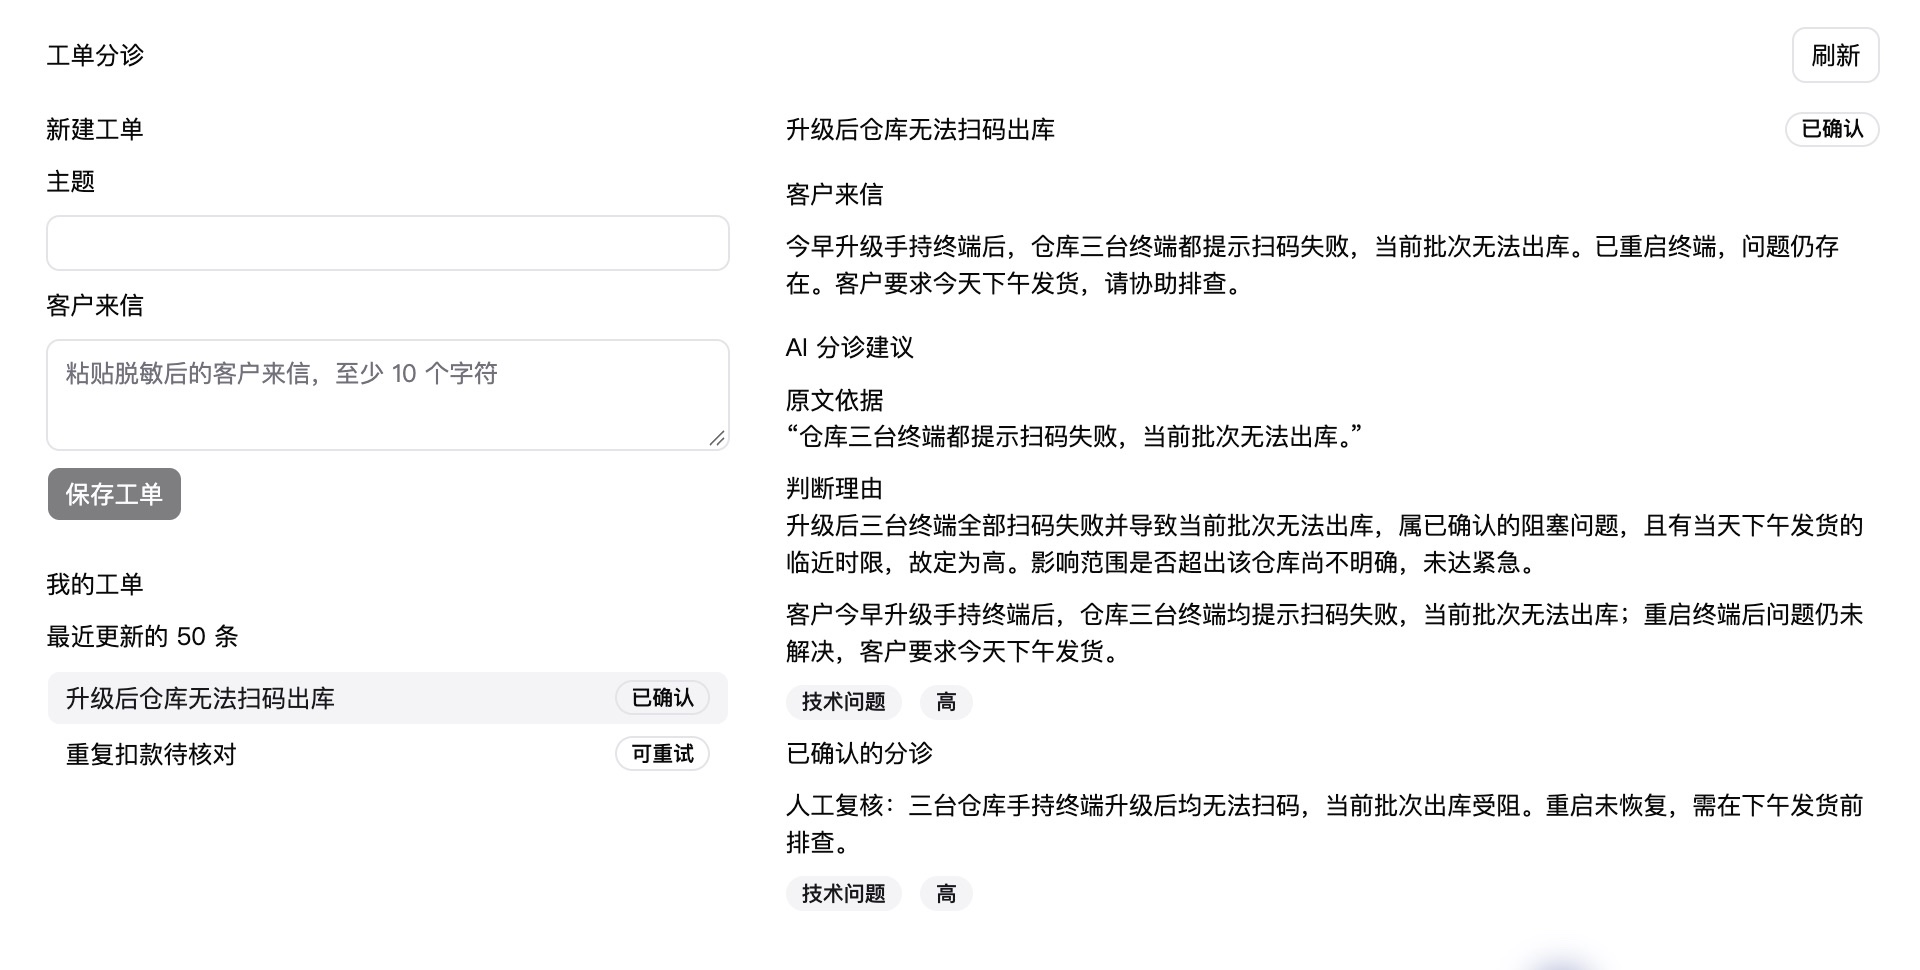 工单分诊
刷新
新建工单
主题
客户来信
粘贴脱敏后的客户来信，至少 10 个字符
保存工单
我的工单
最近更新的 50 条
升级后仓库无法扫码出库
已确认
重复扣款待核对
可重试
升级后仓库无法扫码出库
已确认
客户来信
今早升级手持终端后，仓库三台终端都提示扫码失败，当前批次无法出库。已重启终端，问题仍存
在。客户要求今天下午发货，请协助排查。
AI 分诊建议
原文依据
“仓库三台终端都提示扫码失败，当前批次无法出库。”
判断理由
升级后三台终端全部扫码失败并导致当前批次无法出库，属已确认的阻塞问题，且有当天下午发货的
临近时限，故定为高。影响范围是否超出该仓库尚不明确，未达紧急。
客户今早升级手持终端后，仓库三台终端均提示扫码失败，当前批次无法出库；重启终端后问题仍未
解决，客户要求今天下午发货。
技术问题
高
已确认的分诊
人工复核：三台仓库手持终端升级后均无法扫码，当前批次出库受阻。重启未恢复，需在下午发货前
排查。
技术问题
高